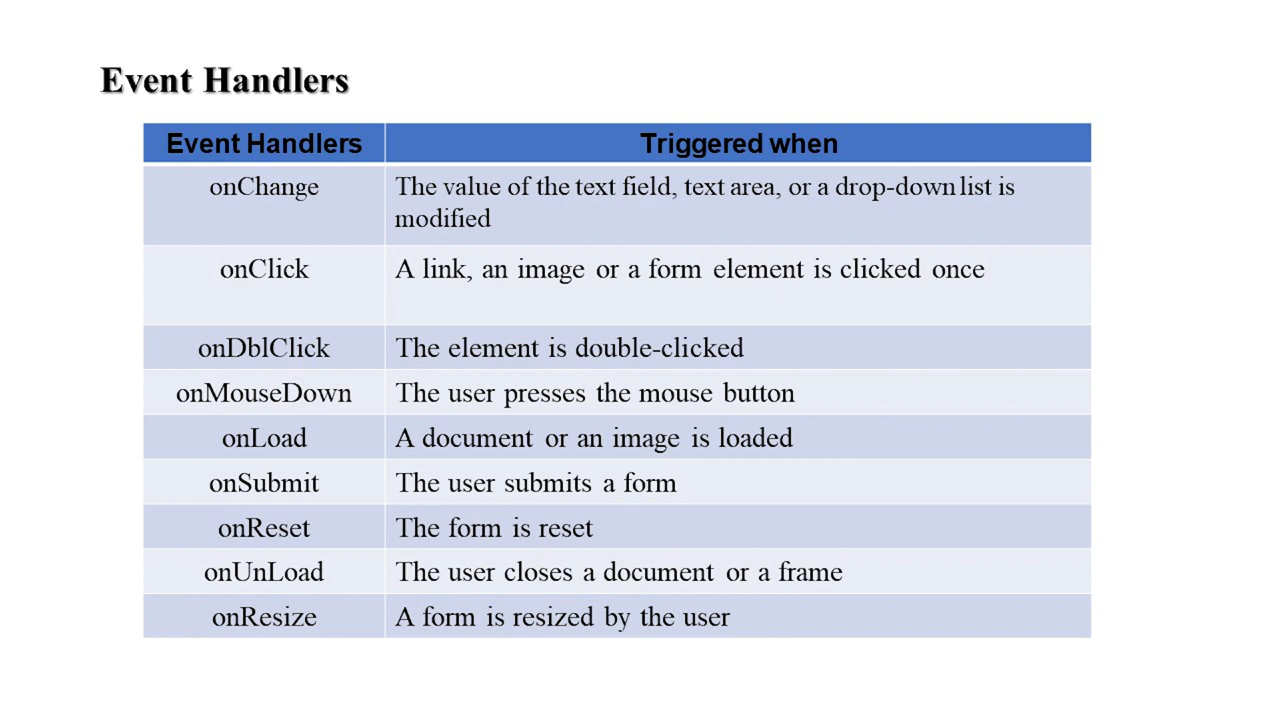 Event Handlers
Event Handlers Triggered when
onChange The value of the text field, text area, or a drop-down list is
modified
onClick A link, an image or a form element is clicked once
onDblClick The element is double-clicked
onMouseDown The user presses the mouse button
onLoad A document or an image is loaded
onSubmit The user submits a form
onReset The form is reset
onUnLoad The user closes a document or a frame
onResize A form is resized by the user